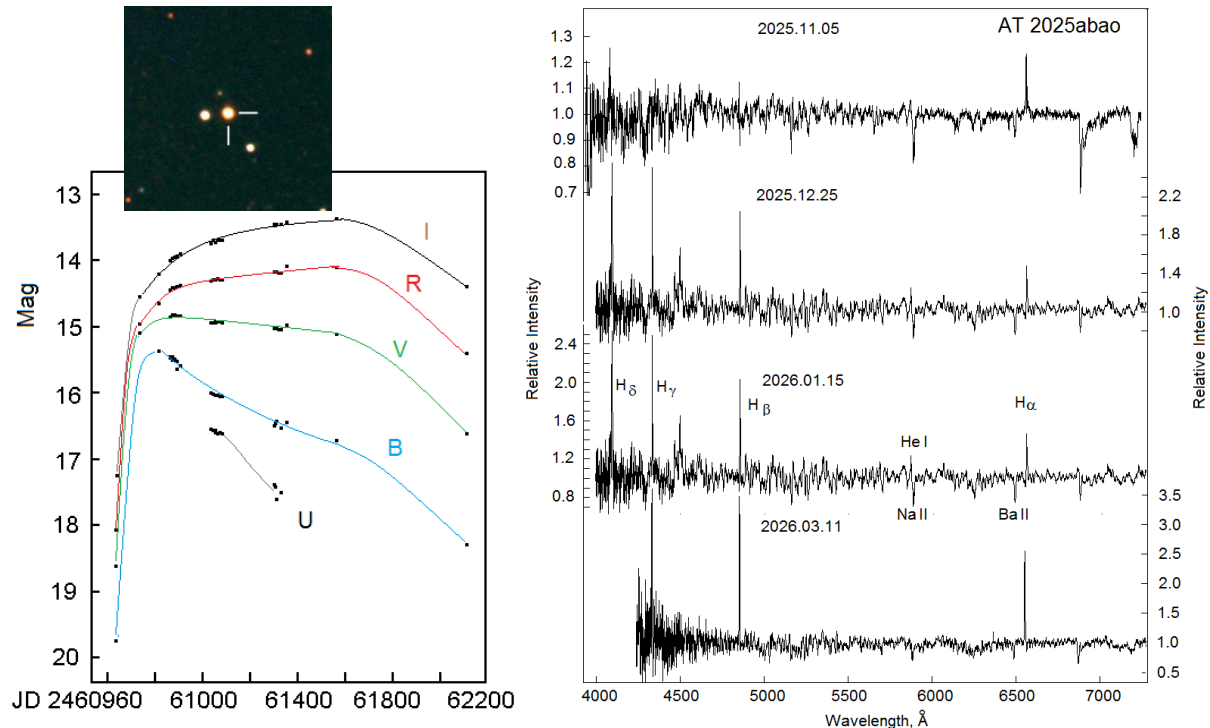 AT 2025abao
2025.11.05
1.3
1.2
1.1
1.0
0.9
0.8
0.7
2025.12.25
2.2
1.8
1.4
1.0
2026.01.15
2.4
2.0
1.6
1.2
0.8
Hδ
Hγ
Hβ
Hα
He I
Na II
Ba II
2026.03.11
3.5
3.0
2.5
2.0
1.5
1.0
0.5
Relative Intensity
Relative Intensity
4000 4500 5000 5500 6000 6500 7000
Wavelength, Å
Mag
13
14
15
16
17
18
19
20
I
R
V
B
U
JD 2460960 61000 61400 61800 62200